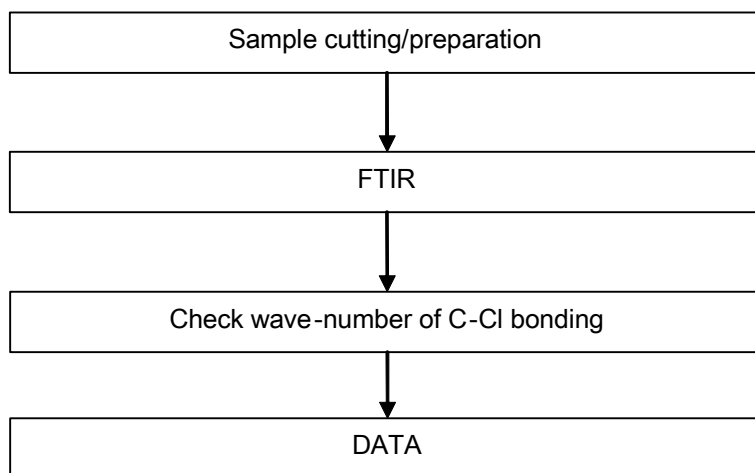 Sample cutting/preparation
FTIR
Check wave-number of C-Cl bonding
DATA